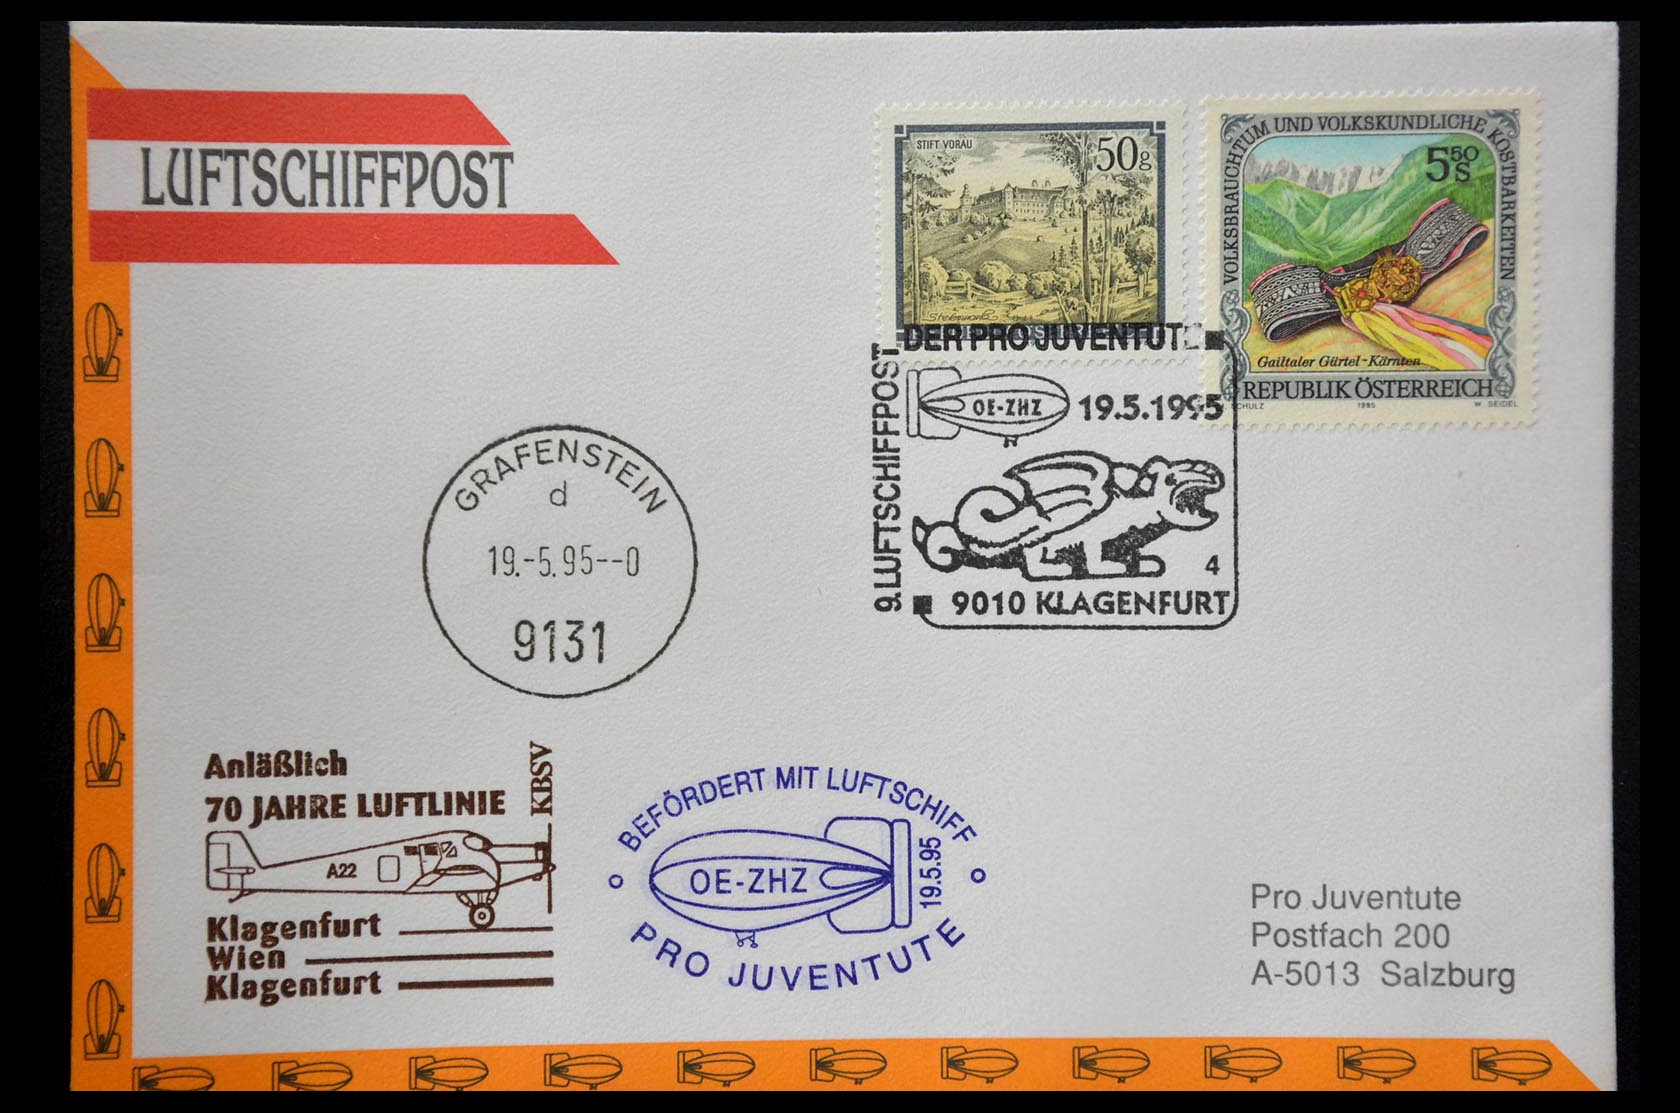 LUFTSCHIFFPOST
STIFT VORAU
50g
VOLKSBRAUCHTUM UND VOLKSKUNDLICHE KOSTBARKEITEN
5 50 S
Gailtaler Gürtel-Kärnten
REPUBLIK ÖSTERREICH
SCHULZ 1995 W. SEIDEL
9. LUFTSCHIFFPOST
DER PRO JUVENTUTE
OE-ZHZ 19.5.1995
4
9010 KLAGENFURT
GRAFENSTEIN
d
19.-5.95--0
9131
Anläßlich
70 JAHRE LUFTLINIE
KBSV
A22
Klagenfurt
Wien
Klagenfurt
BEFÖRDERT MIT LUFTSCHIFF
OE-ZHZ
19.5.95
PRO JUVENTUTE
Pro Juventute
Postfach 200
A-5013 Salzburg